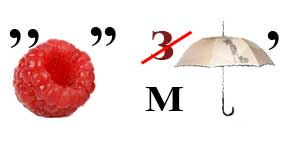 ,, ,, З ,
М